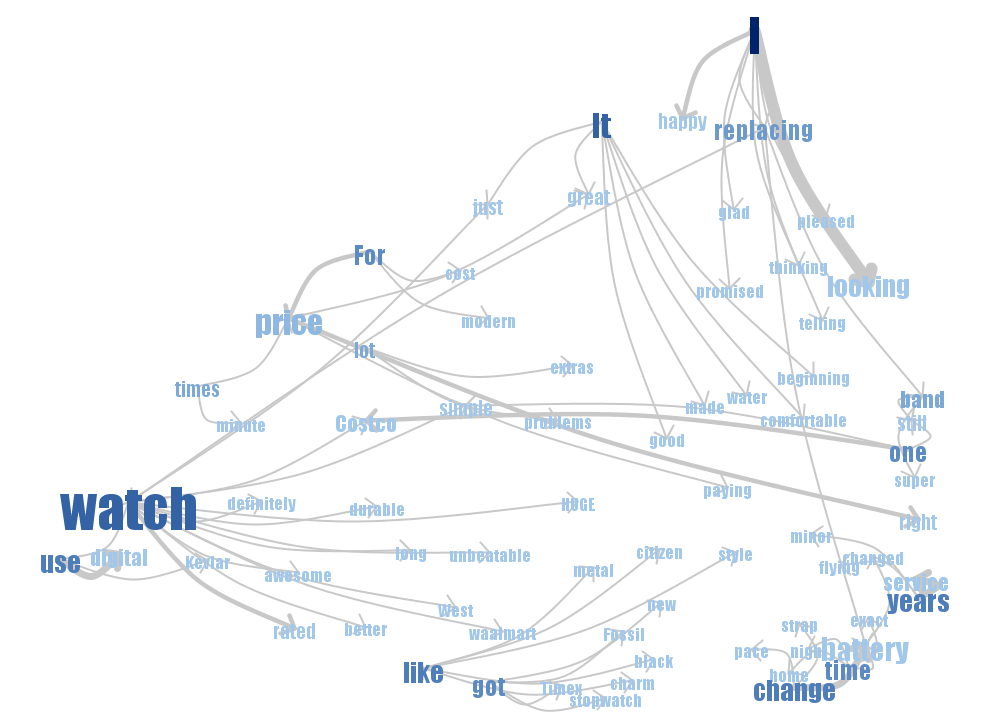 I
happy
It
replacing
just
great
glad
pleased
For
cost
thinking
looking
promised
price
modern
telling
lot
extras
times
beginning
minute
simple
made
water
band
Costco
problems
comfortable
still
good
one
definitely
durable
HUGE
paying
super
watch
right
minor
use
digital
Kevlar
long
unbeatable
citizen
style
changed
flying
awesome
metal
service
years
West
new
rated
better
waalmart
Fossil
strap
exact
like
got
black
pace
night
battery
time
Timex
charm
home
change
stopwatch